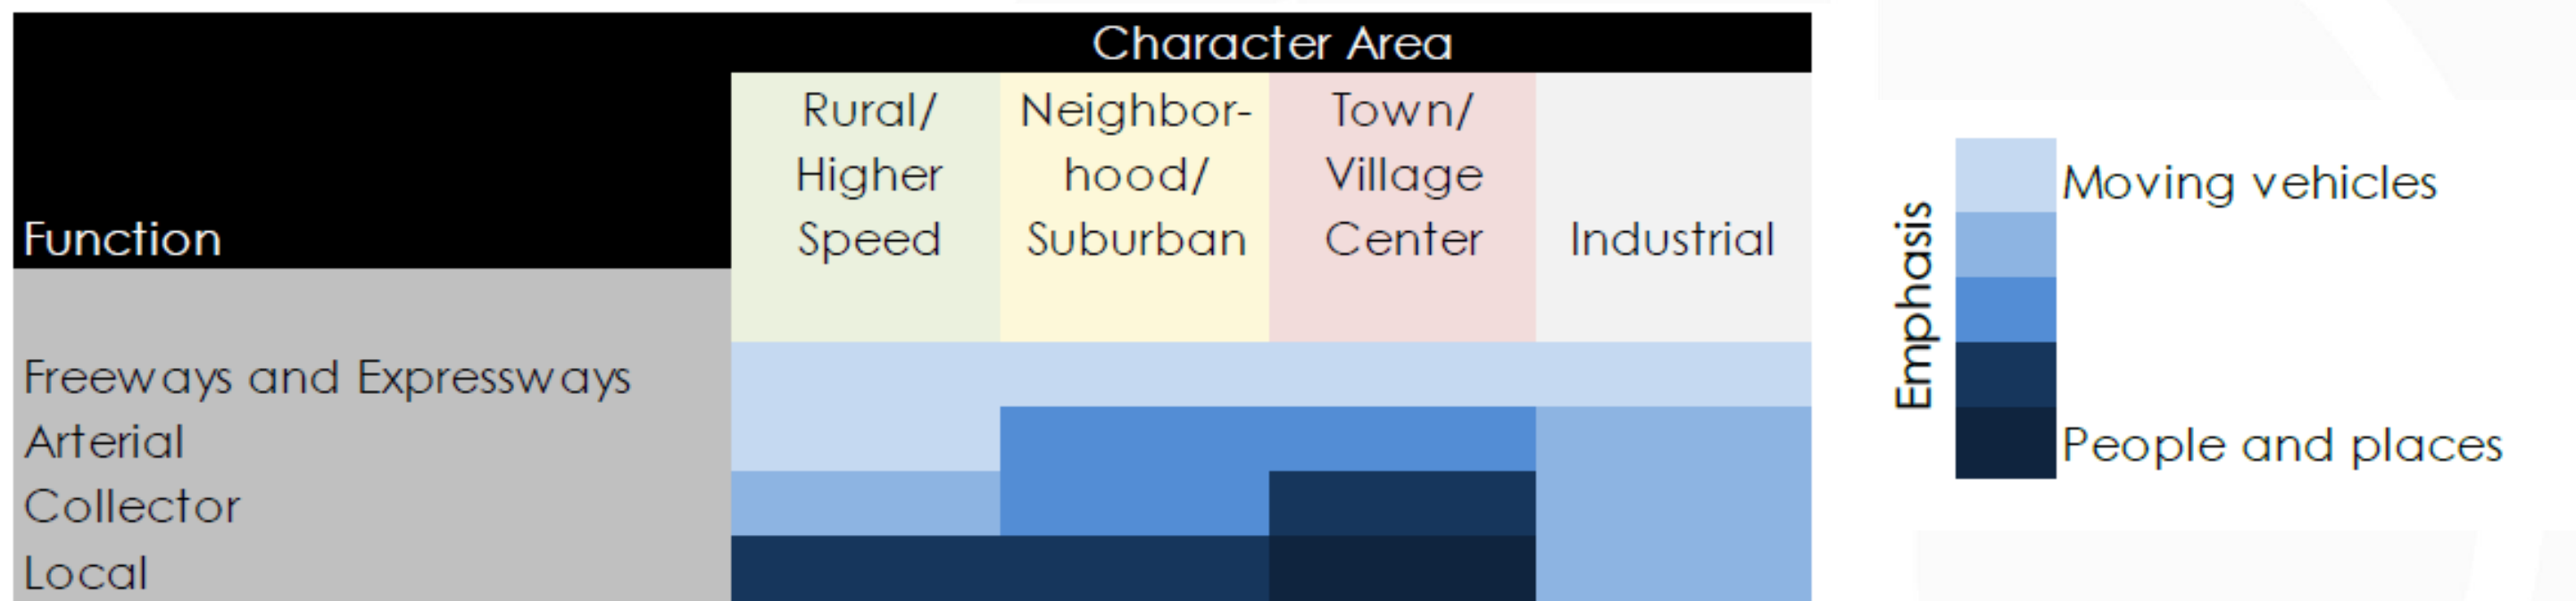 Character Area
Rural/
Higher
Speed
Neighbor-
hood/
Suburban
Town/
Village
Center
Industrial
Function
Freeways and Expressways
Arterial
Collector
Local
Emphasis
Moving vehicles
People and places